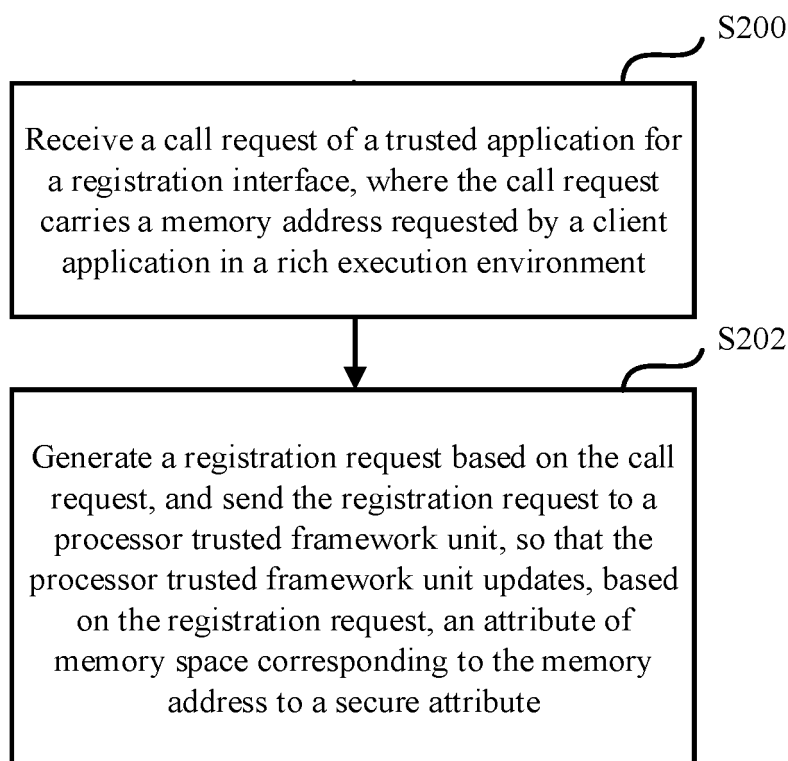 S200
Receive a call request of a trusted application for
a registration interface, where the call request
carries a memory address requested by a client
application in a rich execution environment
S202
Generate a registration request based on the call
request, and send the registration request to a
processor trusted framework unit, so that the
processor trusted framework unit updates, based
on the registration request, an attribute of
memory space corresponding to the memory
address to a secure attribute